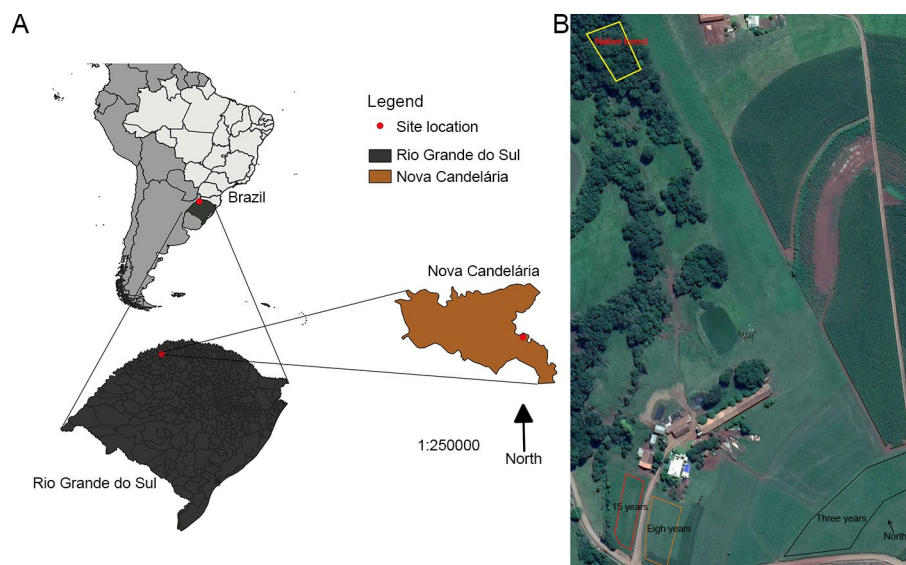 A
Legend
Site location
Rio Grande do Sul
Nova Candelária
Brazil
Nova Candelária
1:250000
North
Rio Grande do Sul
B
Native forest
15 years
Eigh years
Three years
North